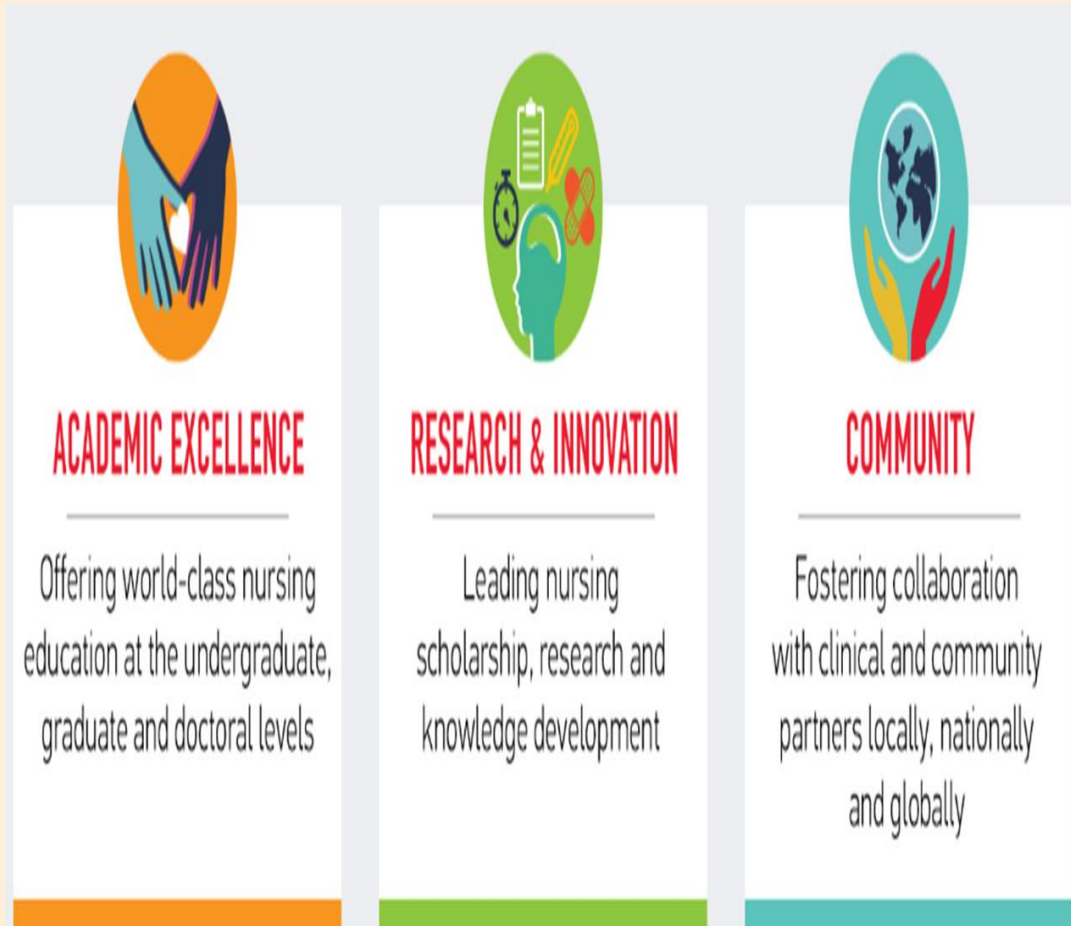 ACADEMIC EXCELLENCE
Offering world-class nursing
education at the undergraduate,
graduate and doctoral levels
RESEARCH & INNOVATION
Leading nursing
scholarship, research and
knowledge development
COMMUNITY
Fostering collaboration
with clinical and community
partners locally, nationally
and globally